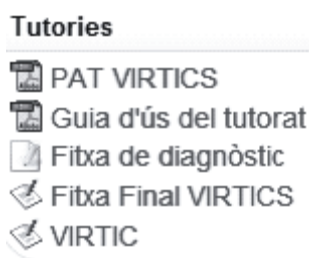 Tutories
PAT VIRTICS
Guia d'ús del tutorat
Fitxa de diagnòstic
Fitxa Final VIRTICS
VIRTIC